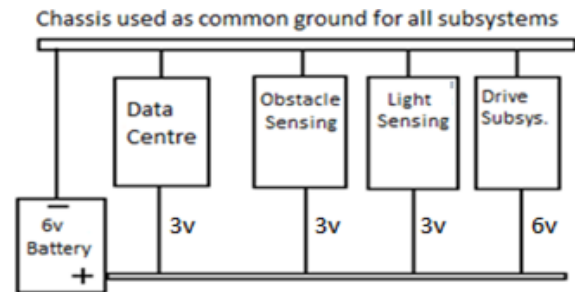 Chassis used as common ground for all subsystems
Data
Centre
Obstacle
Sensing
Light
Sensing
Drive
Subsys.
6v
Battery
+
3v
3v
3v
6v